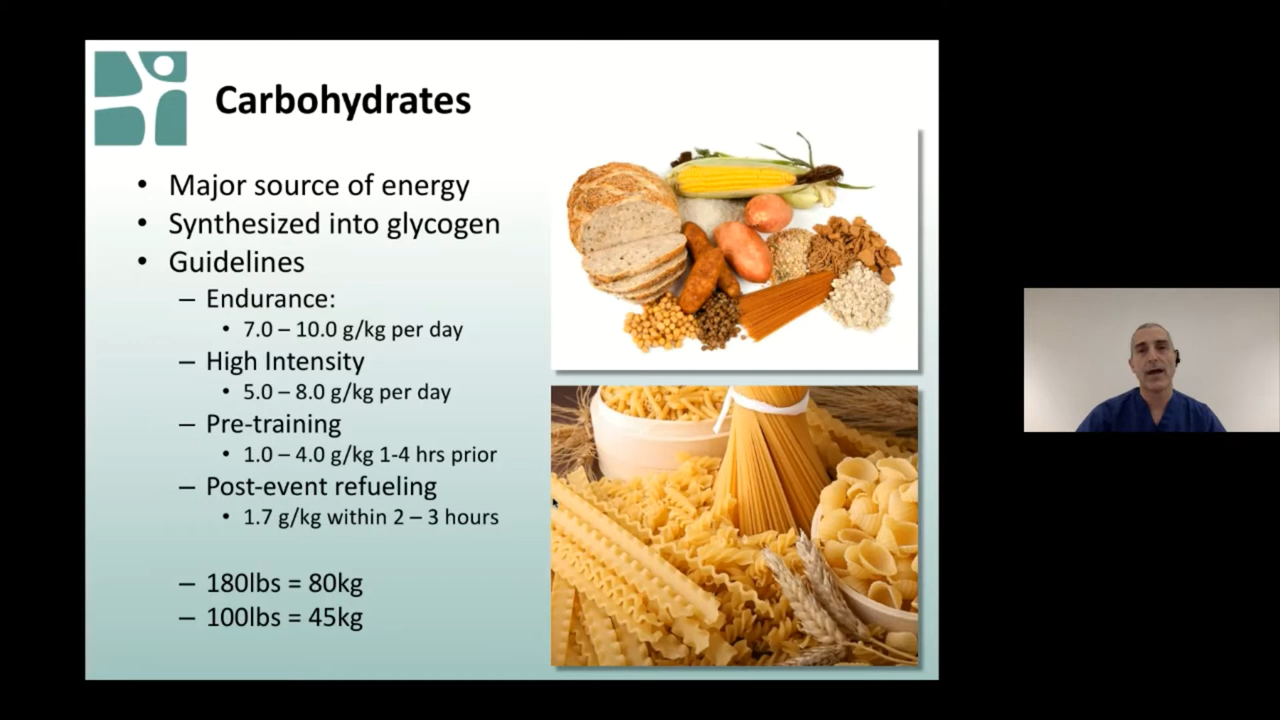 Carbohydrates
• Major source of energy
• Synthesized into glycogen
• Guidelines
– Endurance:
• 7.0 – 10.0 g/kg per day
– High Intensity
• 5.0 – 8.0 g/kg per day
– Pre-training
• 1.0 – 4.0 g/kg 1-4 hrs prior
– Post-event refueling
• 1.7 g/kg within 2 – 3 hours
– 180lbs = 80kg
– 100lbs = 45kg